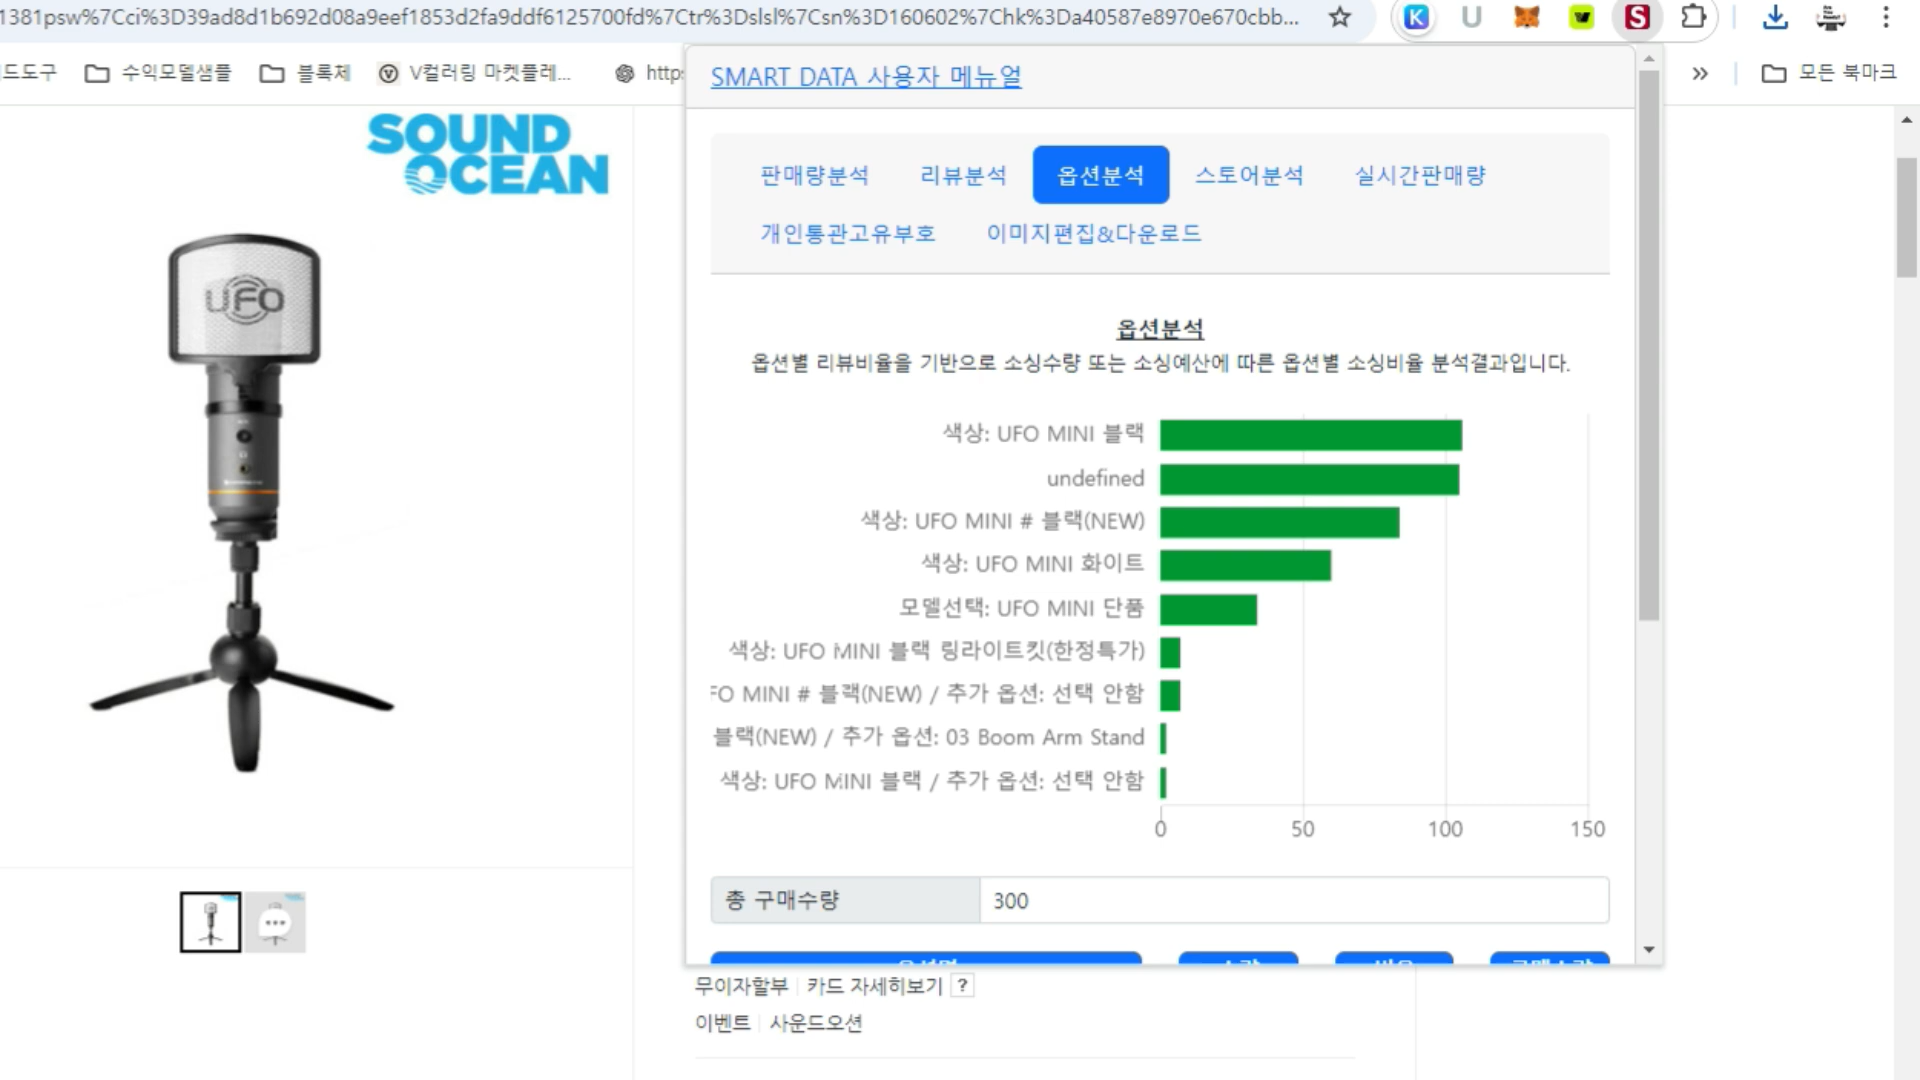 1381psw%7Cci%3D39ad8d1b692d08a9eef1853d2fa9ddf6125700fd%7Ctr%3Dslsl%7Csn%3D160602%7Chk%3Da40587e8970e670cbb...
드도구 수익모델샘플 블록체 V컬러링 마켓플레... http 모든 북마크
SOUND
OCEAN
UFO
SMART DATA 사용자 메뉴얼
판매량분석 리뷰분석 옵션분석 스토어분석 실시간판매량
개인통관고유부호 이미지편집&다운로드
옵션분석
옵션별 리뷰비율을 기반으로 소싱수량 또는 소싱예산에 따른 옵션별 소싱비율 분석결과입니다.
색상: UFO MINI 블랙
undefined
색상: UFO MINI # 블랙(NEW)
색상: UFO MINI 화이트
모델선택: UFO MINI 단품
색상: UFO MINI 블랙 링라이트킷(한정특가)
FO MINI # 블랙(NEW) / 추가 옵션: 선택 안함
블랙(NEW) / 추가 옵션: 03 Boom Arm Stand
색상: UFO MINI 블랙 / 추가 옵션: 선택 안함
0 50 100 150
총 구매수량 300
무이자할부 카드 자세히보기 ?
이벤트 사운드오션